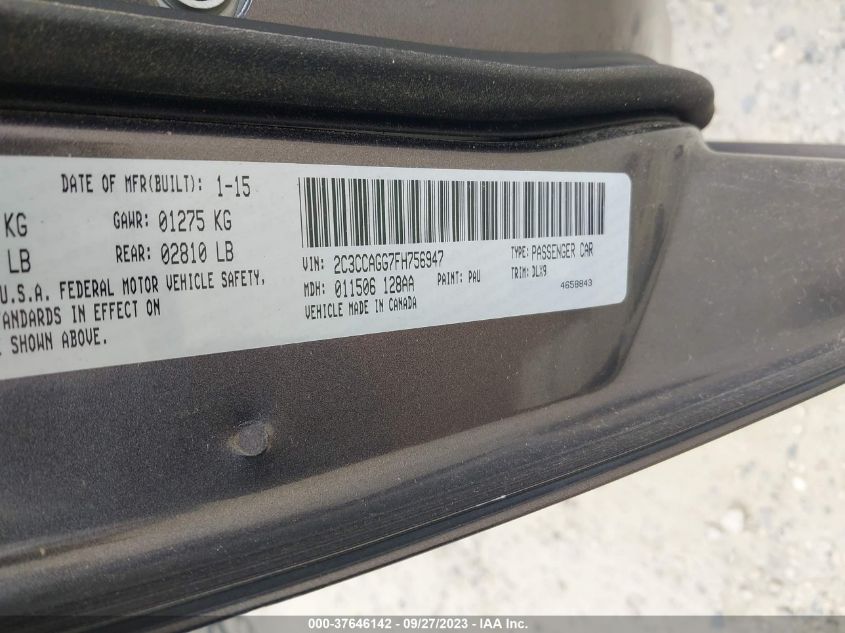 DATE OF MFR(BUILT): 1-15
KG GAWR: 01275 KG
LB REAR: 02810 LB
U.S.A. FEDERAL MOTOR VEHICLE SAFETY,
STANDARDS IN EFFECT ON
SHOWN ABOVE.
VIN: 2C3CCAGG7FH756947 TYPE: PASSENGER CAR
MDH: 011506 128AA PAINT: PAU TRIM: DLX9
VEHICLE MADE IN CANADA 4658843
000-37646142 - 09/27/2023 - IAA Inc.